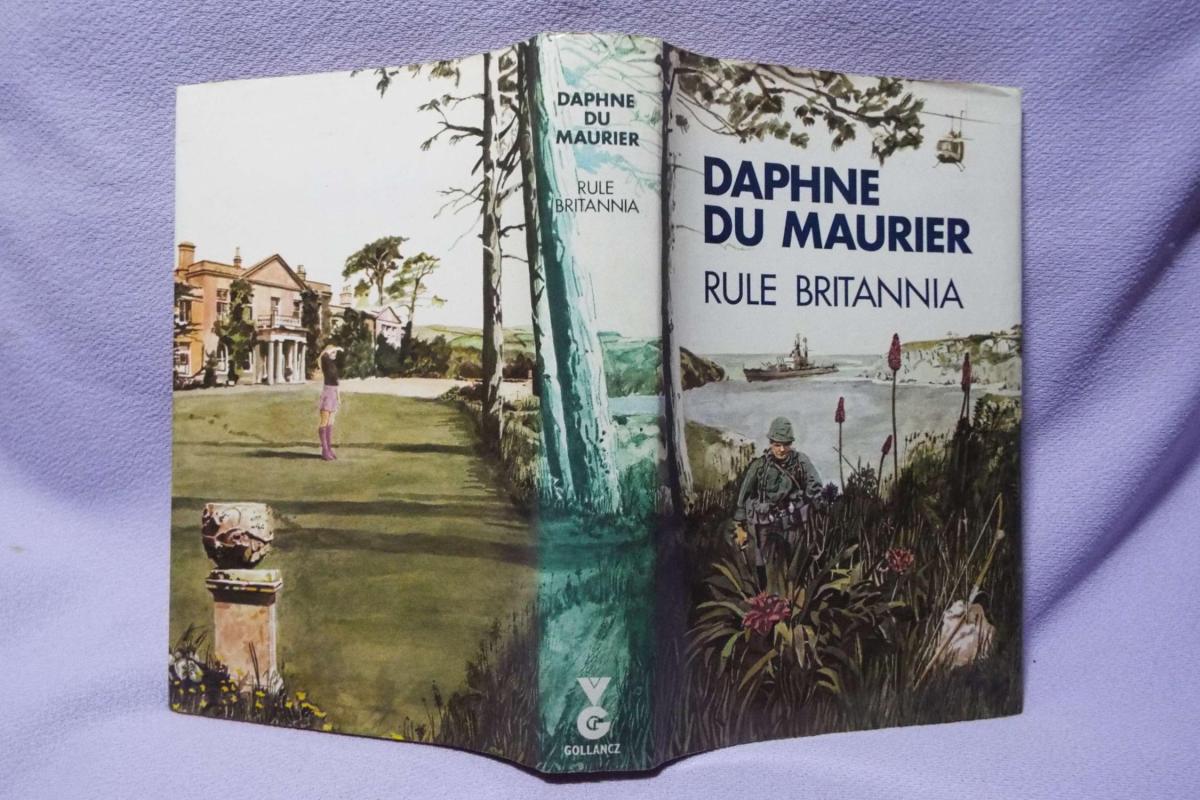 DAPHNE
DU
MAURIER
RULE
BRITANNIA
VG
GOLLANCZ
DAPHNE
DU MAURIER
RULE BRITANNIA